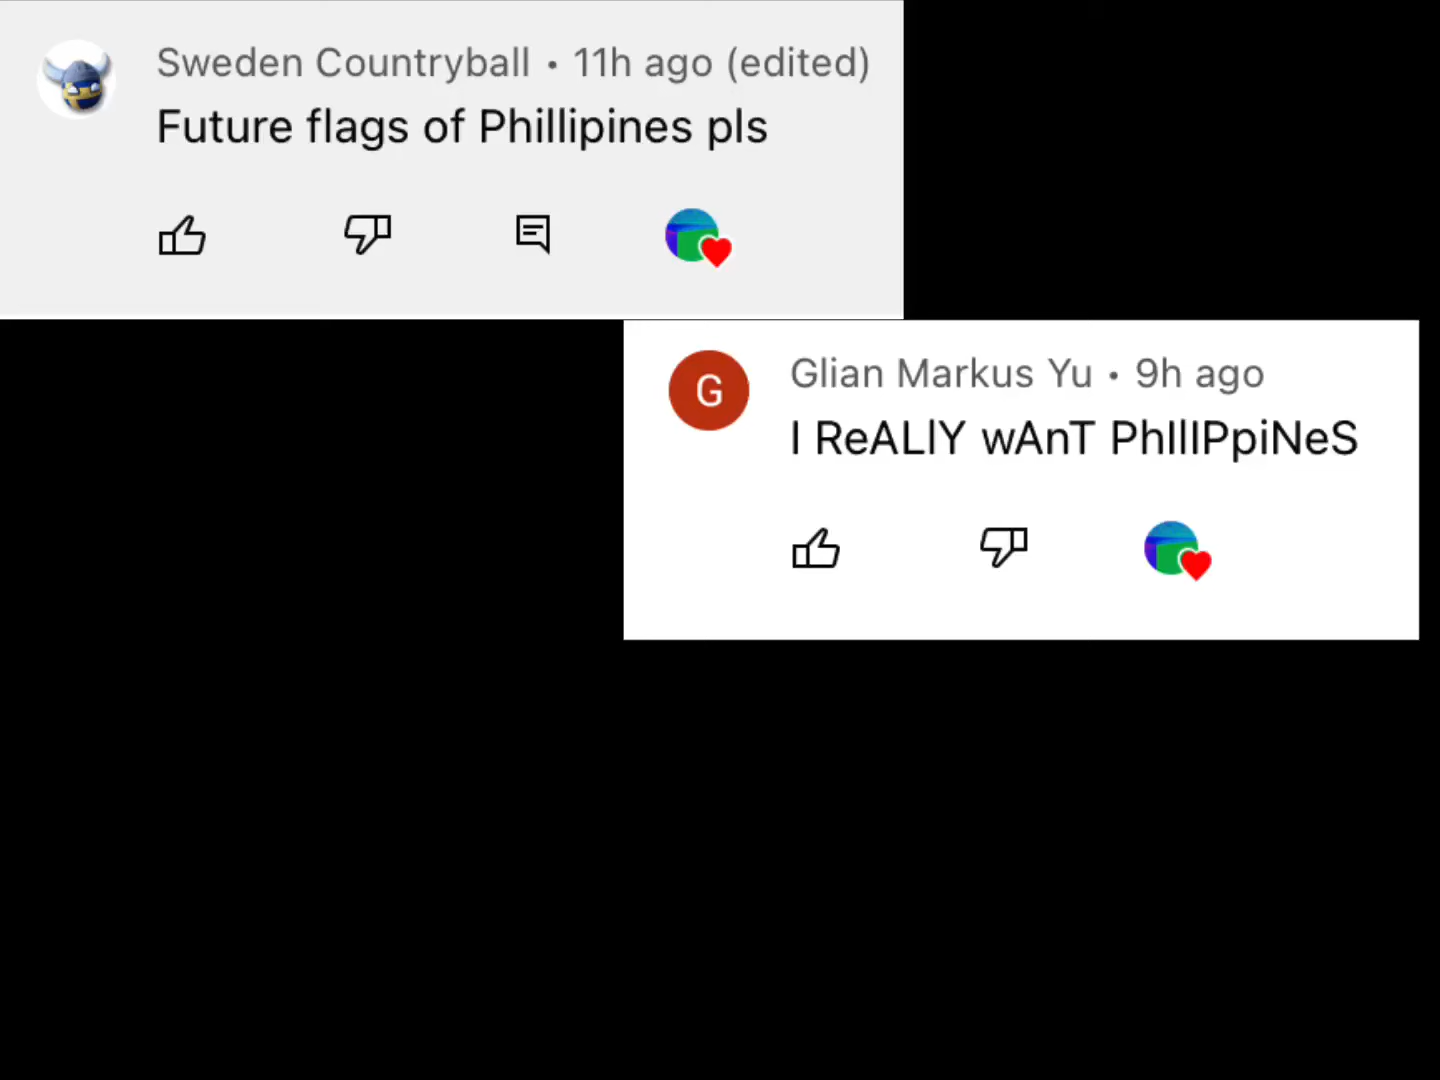 Sweden Countryball • 11h ago (edited)
Future flags of Phillipines pls
G
Glian Markus Yu • 9h ago
I ReALlY wAnT PhIlIPpiNeS